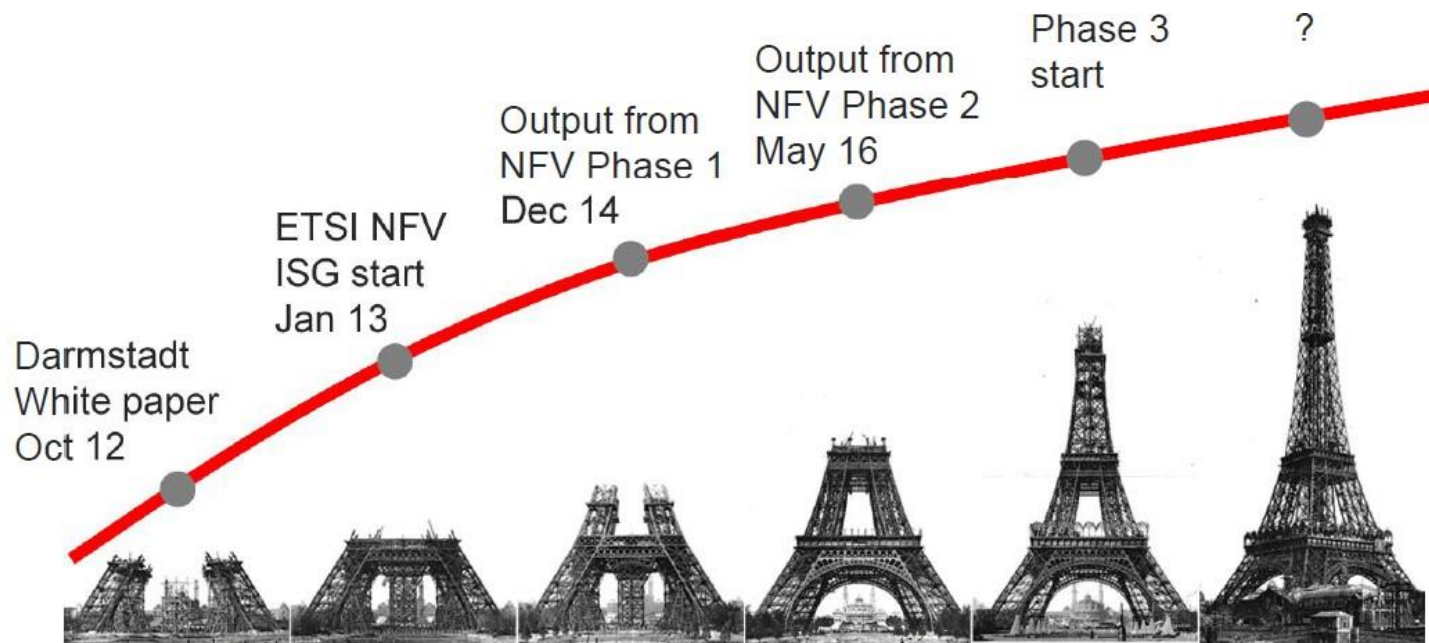 Darmstadt
White paper
Oct 12
ETSI NFV
ISG start
Jan 13
Output from
NFV Phase 1
Dec 14
Output from
NFV Phase 2
May 16
Phase 3
start
?